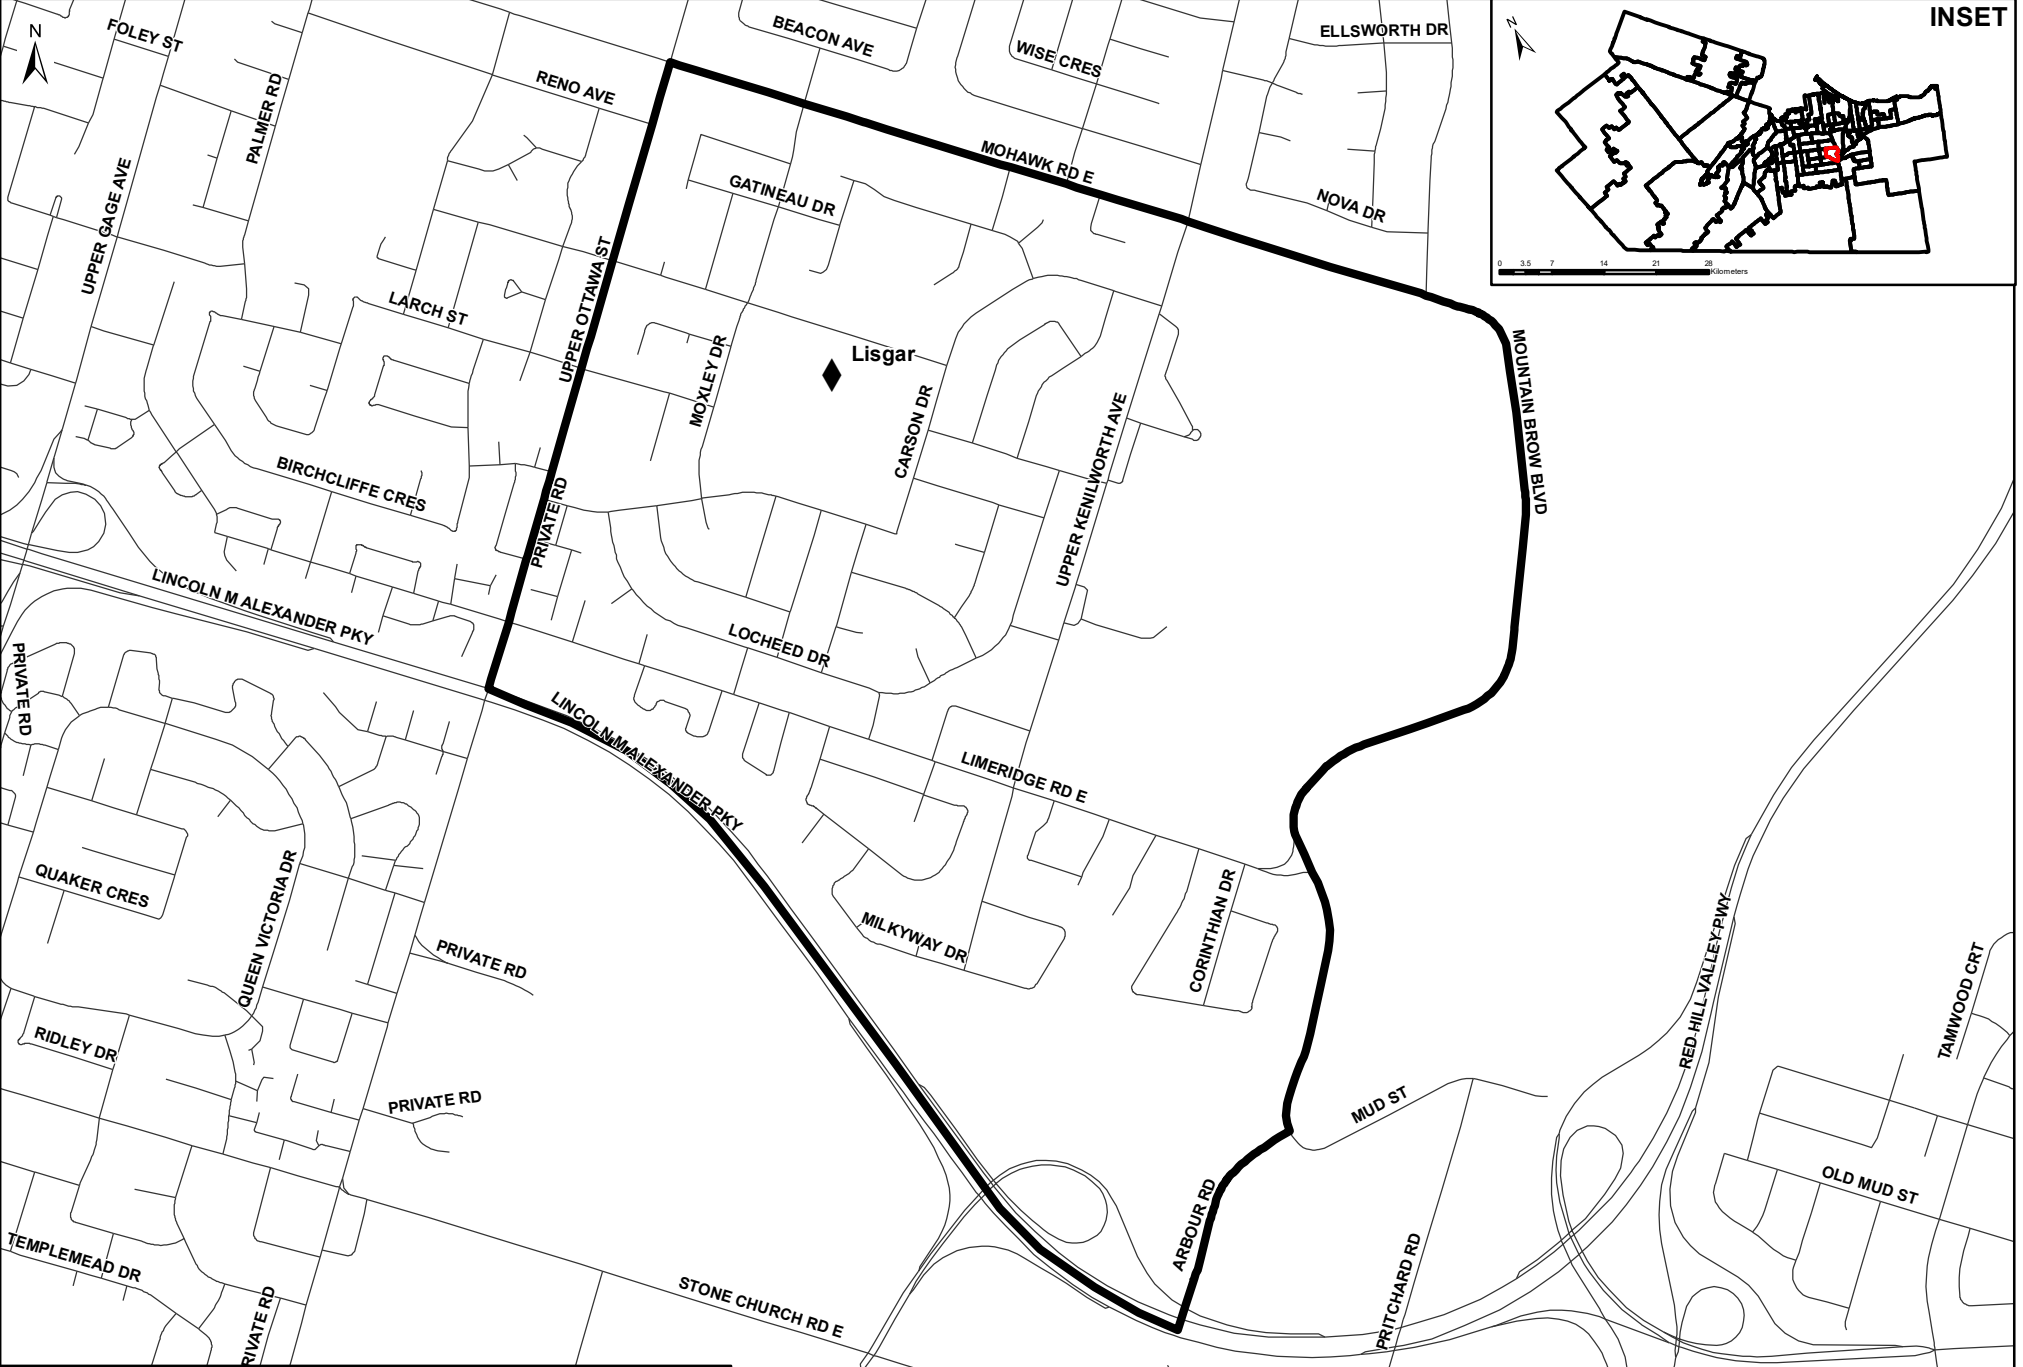 INSET
N
N
0 3.5 7 14 21 28
Kilometers
FOLEY ST
BEACON AVE
ELLSWORTH DR
WISE CRES
PALMER RD
RENO AVE
MOHAWK RD E
GATINEAU DR
NOVA DR
UPPER GAGE AVE
UPPER OTTAWA ST
LARCH ST
Lisgar
MOXLEY DR
CARSON DR
MOUNTAIN BROW BLVD
UPPER KENILWORTH AVE
BIRCHCLIFFE CRES
PRIVATE RD
LINCOLN M ALEXANDER PKY
LOCHEED DR
PRIVATE RD
LINCOLN M ALEXANDER PKY
LIMERIDGE RD E
QUAKER CRES
QUEEN VICTORIA DR
CORINTHIAN DR
MILKYWAY DR
PRIVATE RD
RED HILL VALLEY PWY
TAMWOOD CRT
RIDLEY DR
PRIVATE RD
MUD ST
OLD MUD ST
ARBOUR RD
TEMPLEMEAD DR
PRITCHARD RD
STONE CHURCH RD E
RIVATE RD